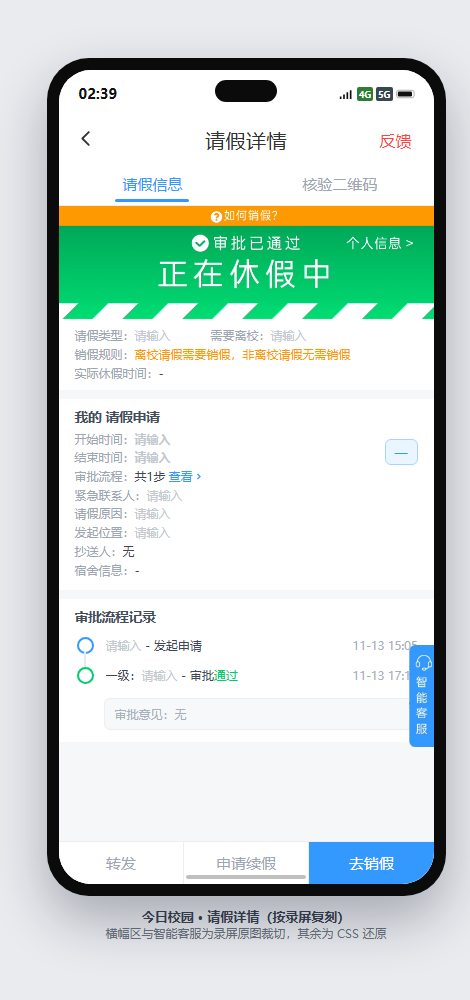 02:39
4G 5G
请假详情
反馈
请假信息
核验二维码
如何销假?
审批已通过
个人信息 >
正在休假中
请假类型: 请输入 需要离校: 请输入
销假规则: 离校请假需要销假，非离校请假无需销假
实际休假时间: -
我的 请假申请
开始时间: 请输入
结束时间: 请输入
—
审批流程: 共1步 查看 ›
紧急联系人: 请输入
请假原因: 请输入
发起位置: 请输入
抄送人: 无
宿舍信息: -
审批流程记录
请输入 - 发起申请 11-13 15:05
一级: 请输入 - 审批通过 11-13 17:1
审批意见: 无
智能客服
转发
申请续假
去销假
今日校园 · 请假详情（按录屏复刻）
横幅区与智能客服为录屏原图裁切，其余为 CSS 还原